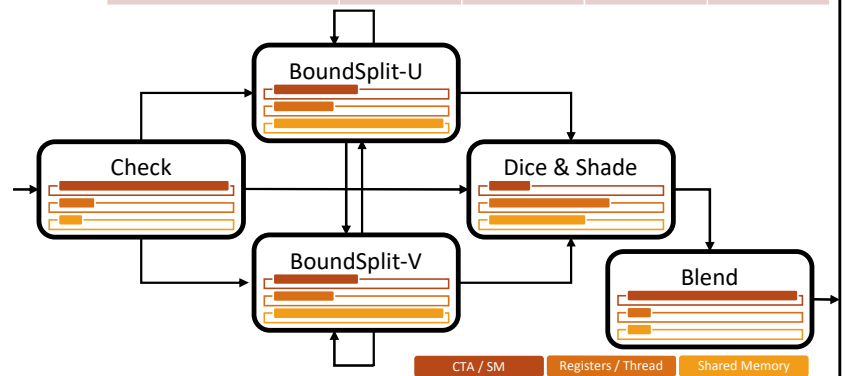 BoundSplit-U
Check
Dice & Shade
BoundSplit-V
Blend
CTA / SM
Registers / Thread
Shared Memory